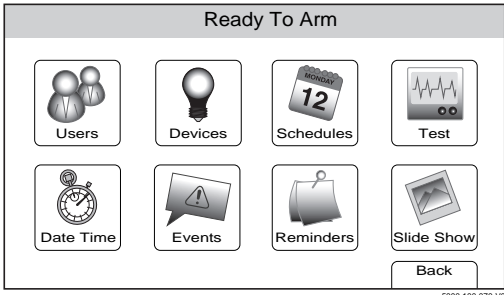 Ready To Arm
MONDAY
12
Users
Devices
Schedules
Test
Date Time
Events
Reminders
Slide Show
Back